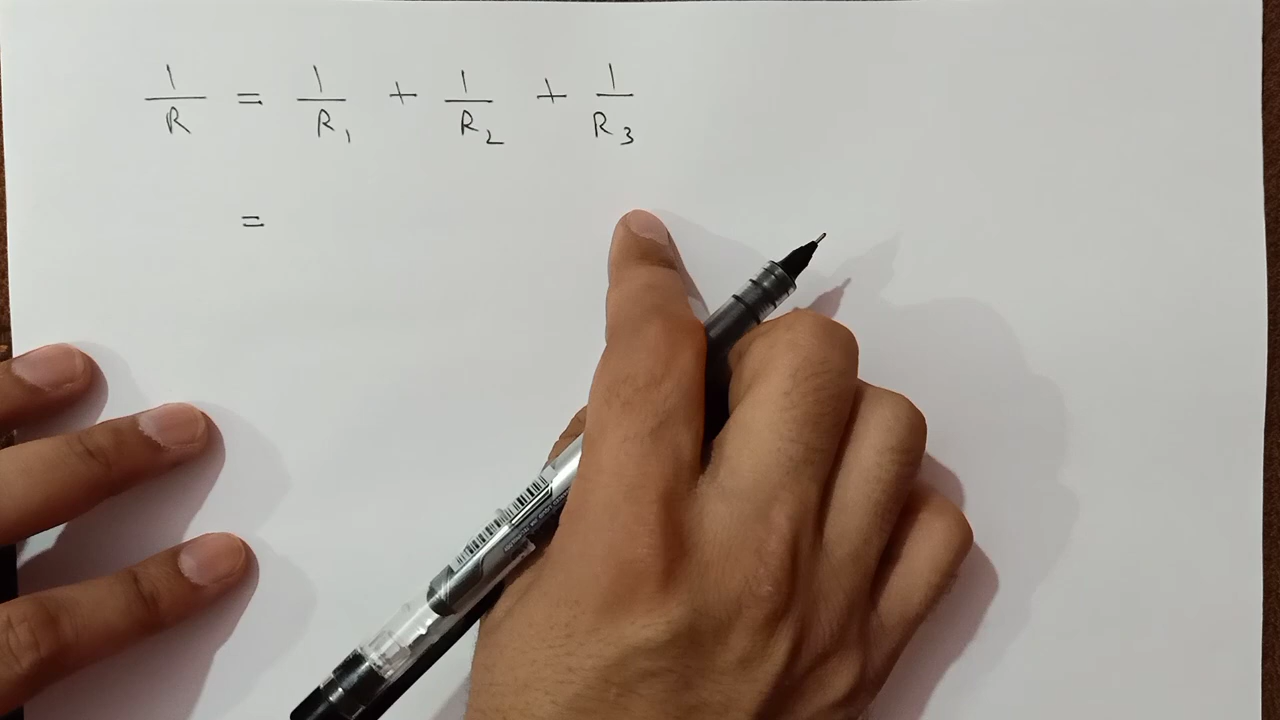 1/R = 1/R₁ + 1/R₂ + 1/R₃
=